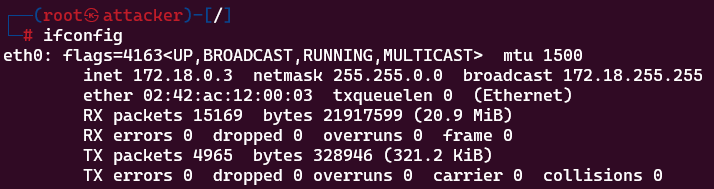 ┌──(root㉿attacker)-[/]
└─# ifconfig
eth0: flags=4163<UP,BROADCAST,RUNNING,MULTICAST>  mtu 1500
        inet 172.18.0.3  netmask 255.255.0.0  broadcast 172.18.255.255
        ether 02:42:ac:12:00:03  txqueuelen 0  (Ethernet)
        RX packets 15169  bytes 21917599 (20.9 MiB)
        RX errors 0  dropped 0  overruns 0  frame 0
        TX packets 4965  bytes 328946 (321.2 KiB)
        TX errors 0  dropped 0 overruns 0  carrier 0  collisions 0